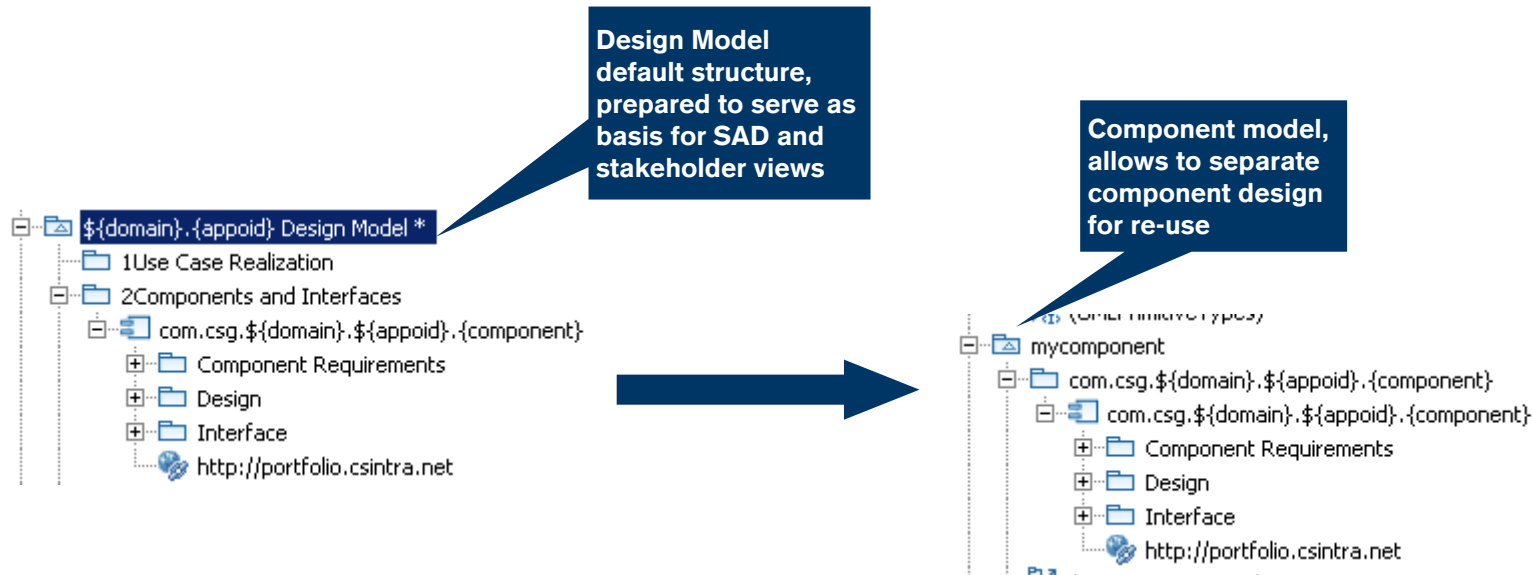 Design Model
default structure,
prepared to serve as
basis for SAD and
stakeholder views
${domain}.{appoid} Design Model *
1Use Case Realization
2Components and Interfaces
com.csg.${domain}.${appoid}.{component}
Component Requirements
Design
Interface
http://portfolio.csintra.net
Component model,
allows to separate
component design
for re-use
mycomponent
com.csg.${domain}.${appoid}.{component}
com.csg.${domain}.${appoid}.{component}
Component Requirements
Design
Interface
http://portfolio.csintra.net